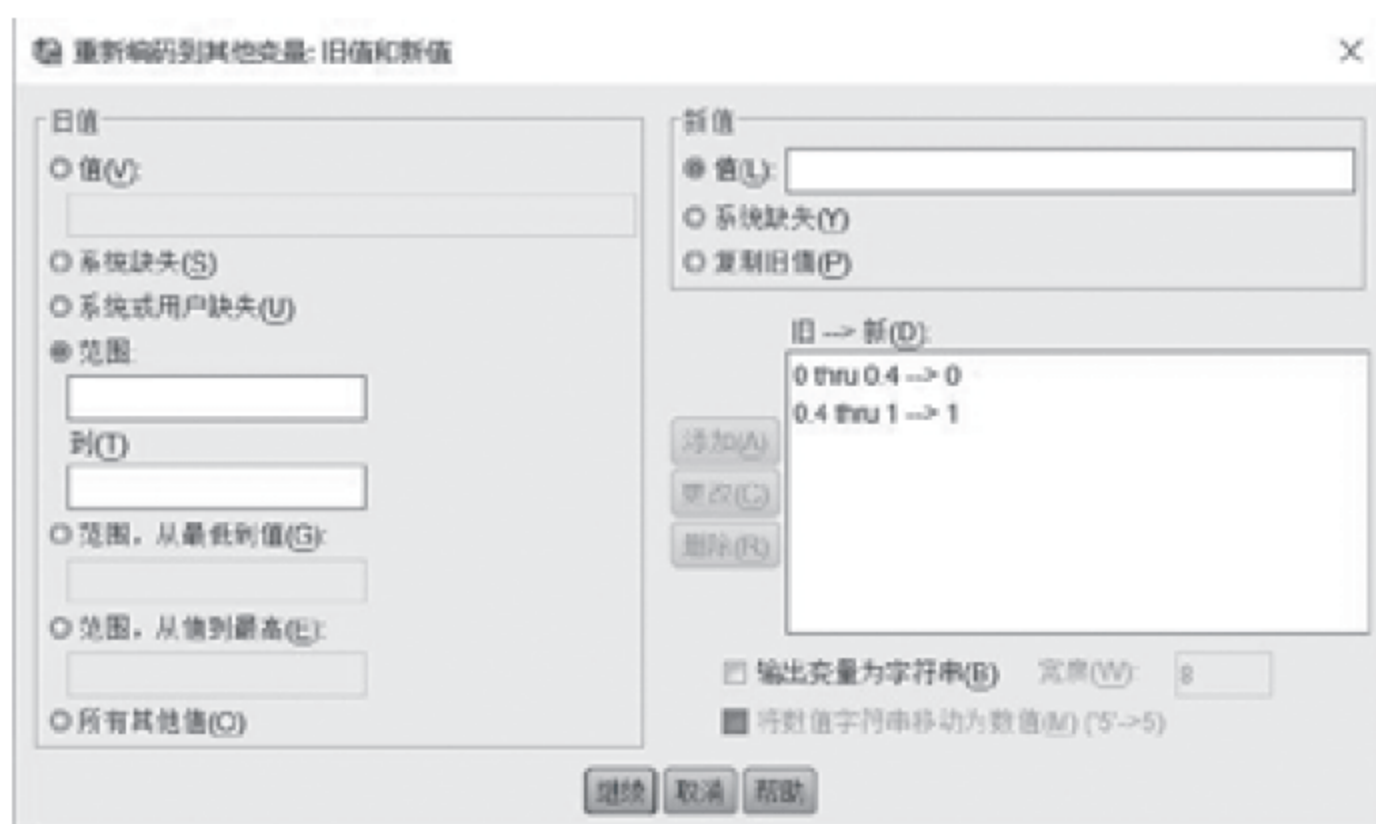 重新编码到其他变量: 旧值和新值
旧值
值(V):
系统缺失(S)
系统或用户缺失(U)
范围:
到(T)
范围，从最低到值(G):
范围，从值到最高(E):
所有其他值(O)
新值
值(L):
系统缺失(Y)
复制旧值(P)
旧 --> 新(D):
0 thru 0.4 --> 0
0.4 thru 1 --> 1
添加(A)
更改(C)
删除(R)
输出变量为字符串(B) 宽度(W): 8
将数值字符串移动为数值(M) ('5'->5)
继续 取消 帮助